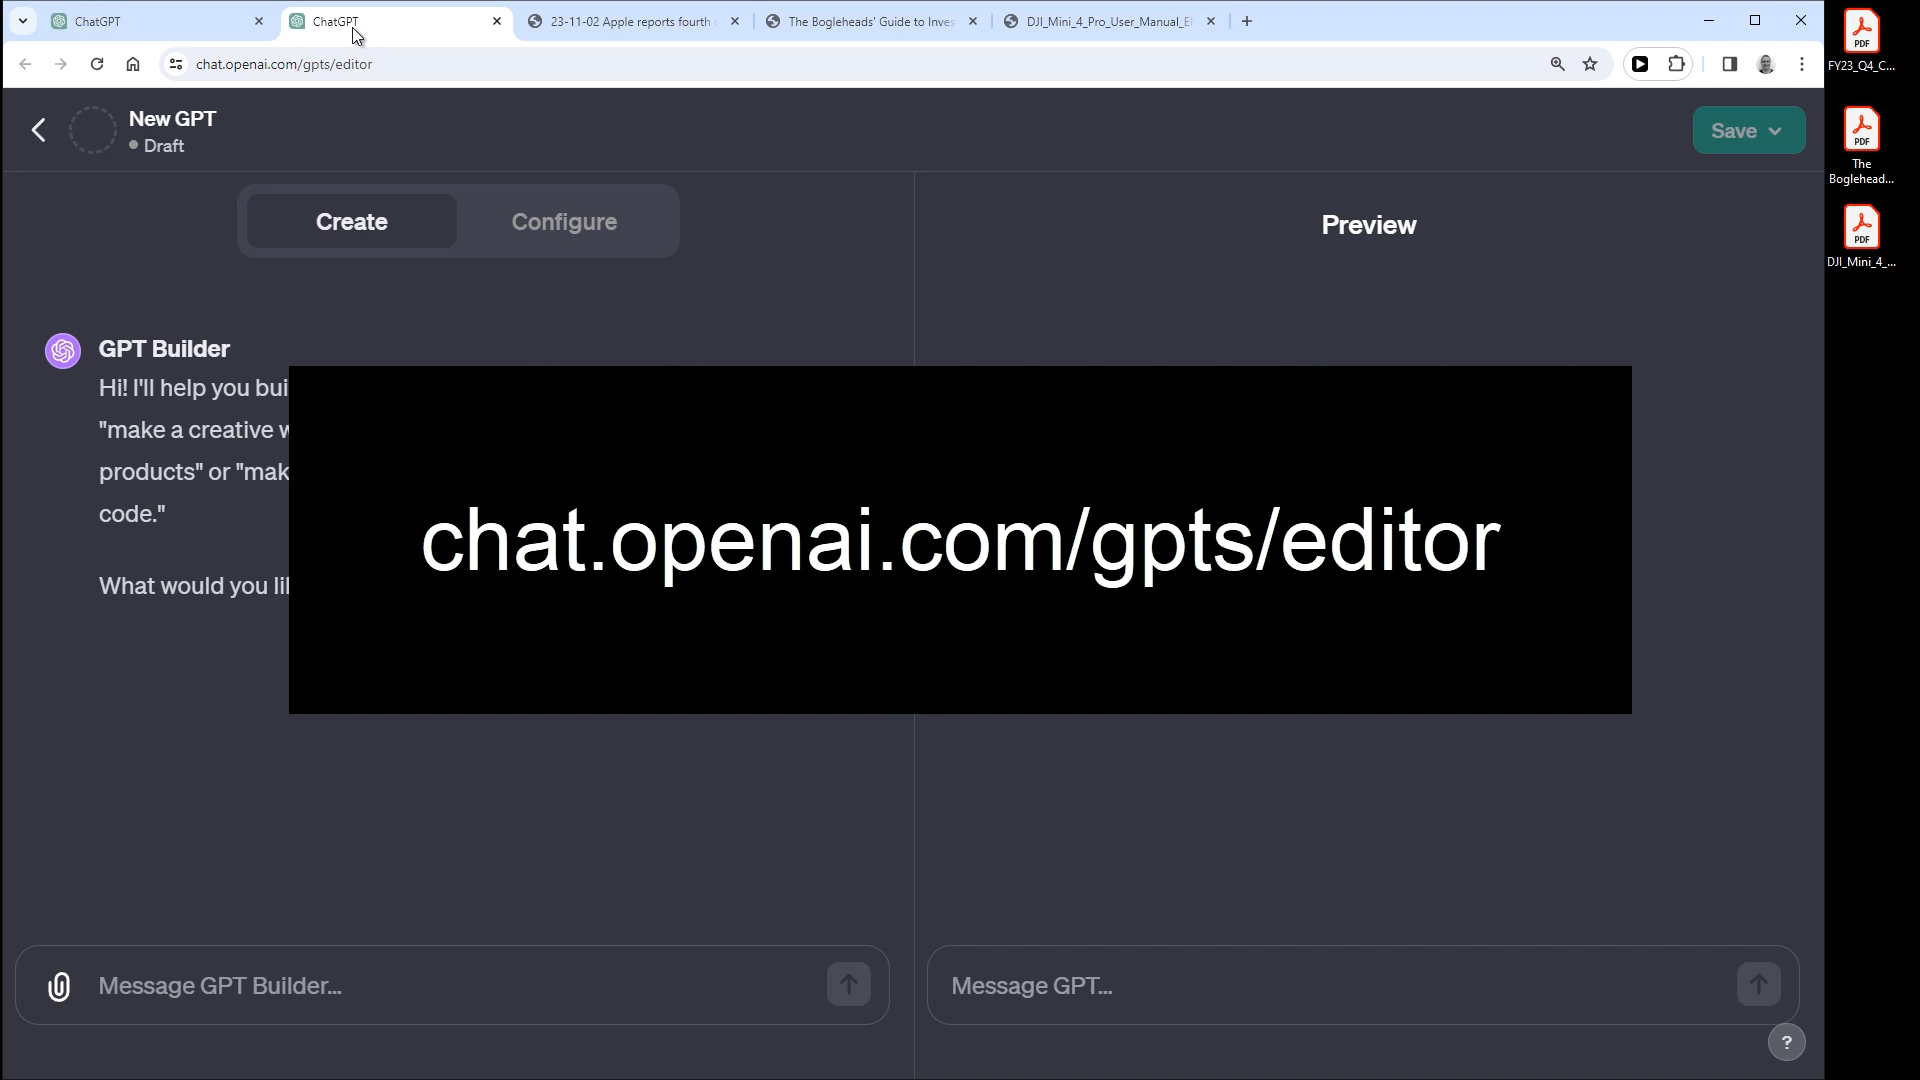 ChatGPT
ChatGPT
23-11-02 Apple reports fourth
The Bogleheads' Guide to Inves
DJI_Mini_4_Pro_User_Manual_E
chat.openai.com/gpts/editor
New GPT
Draft
Save
Create
Configure
Preview
GPT Builder
Hi! I'll help you bui
"make a creative w
products" or "mak
code."
What would you li
chat.openai.com/gpts/editor
Message GPT Builder...
Message GPT...
?
PDF
FY23_Q4_C...
PDF
The
Boglehead...
PDF
DJI_Mini_4_...